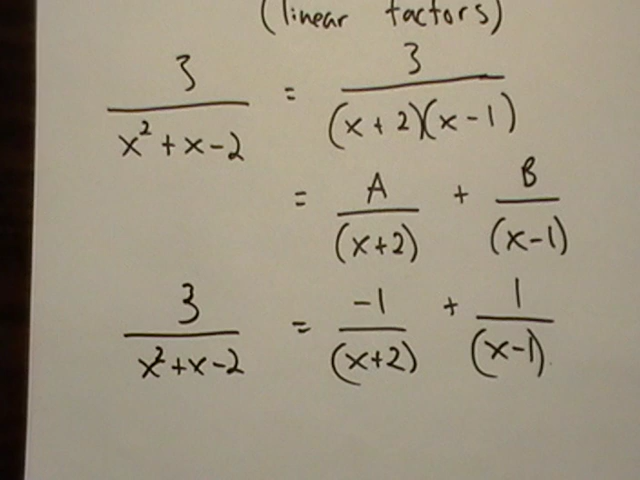 (linear factors)
3/(x²+x-2) = 3/((x+2)(x-1))
= A/(x+2) + B/(x-1)
3/(x²+x-2) = -1/(x+2) + 1/(x-1)